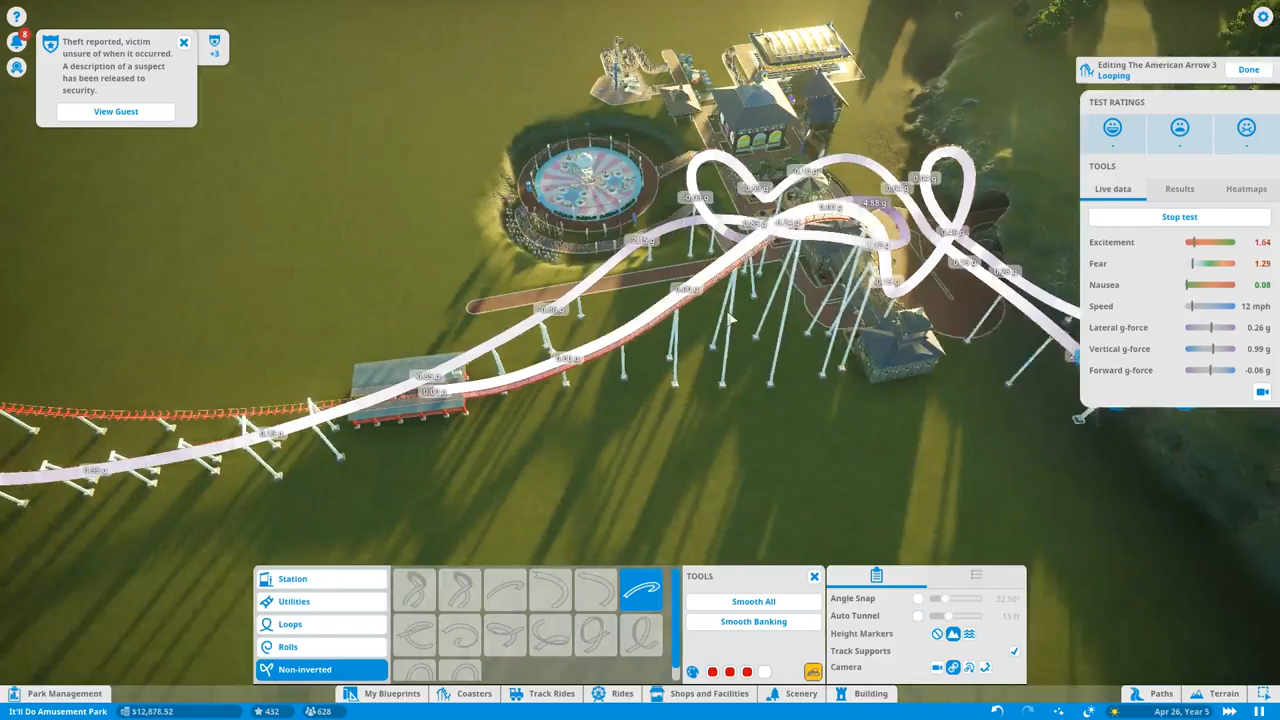 ?
8
Theft reported, victim
unsure of when it occurred.
A description of a suspect
has been released to
security.
View Guest
+3
Editing The American Arrow 3
Looping
Done
TEST RATINGS
- - -
TOOLS
Live data Results Heatmaps
Stop test
Excitement 1.64
Fear 1.29
Nausea 0.08
Speed 12 mph
Lateral g-force 0.26 g
Vertical g-force 0.99 g
Forward g-force -0.06 g
4.88 g
0.00 g
0.00 g
0.00 g
Station
Utilities
Loops
Rolls
Non-inverted
TOOLS
Smooth All
Smooth Banking
Angle Snap 22.50°
Auto Tunnel 13 ft
Height Markers
Track Supports
Camera
Park Management My Blueprints Coasters Track Rides Rides Shops and Facilities Scenery Building Paths Terrain
It'll Do Amusement Park $12,878.52 432 628 Apr 26, Year 5